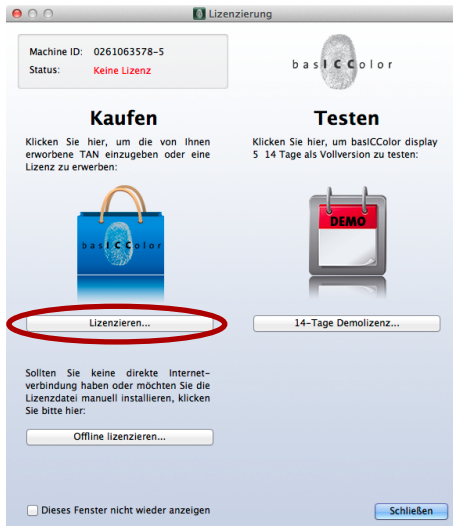 Lizenzierung
Machine ID: 0261063578-5
Status: Keine Lizenz
basICColor
Kaufen
Klicken Sie hier, um die von Ihnen
erworbene TAN einzugeben oder eine
Lizenz zu erwerben:
basICColor
Lizenzieren...
Testen
Klicken Sie hier, um basICColor display
5 14 Tage als Vollversion zu testen:
DEMO
14-Tage Demolizenz...
Sollten Sie keine direkte Internet-
verbindung haben oder möchten Sie die
Lizenzdatei manuell installieren, klicken
Sie bitte hier:
Offline lizenzieren...
Dieses Fenster nicht wieder anzeigen
Schließen